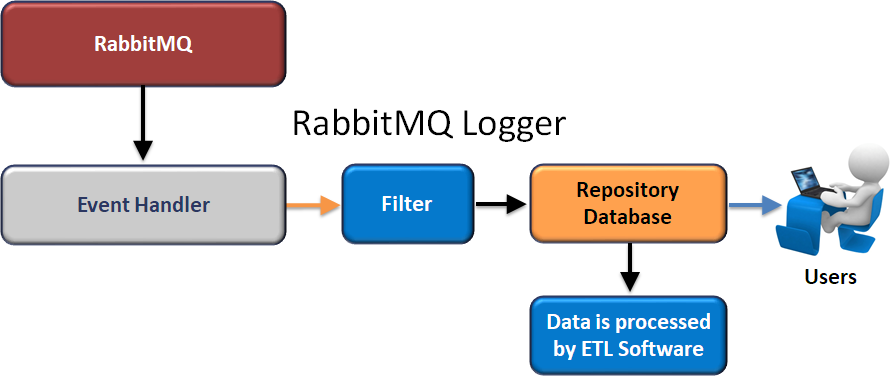 RabbitMQ
RabbitMQ Logger
Event Handler
Filter
Repository
Database
Users
Data is processed
by ETL Software